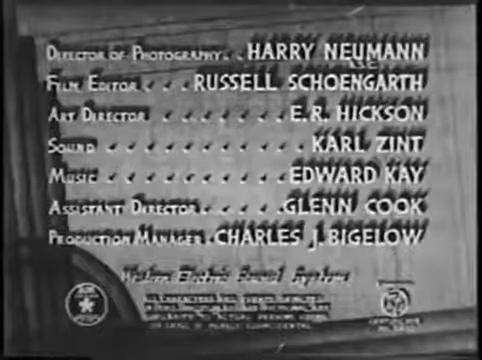 DIRECTOR OF PHOTOGRAPHY . . HARRY NEUMANN
A.S.C.
FILM EDITOR . . . RUSSELL SCHOENGARTH
ART DIRECTOR . . . . . . E. R. HICKSON
SOUND . . . . . . . . . . . KARL ZINT
MUSIC . . . . . . . . . . EDWARD KAY
ASSISTANT DIRECTOR . . . . GLENN COOK
PRODUCTION MANAGER . CHARLES J. BIGELOW
Western Electric Sound System